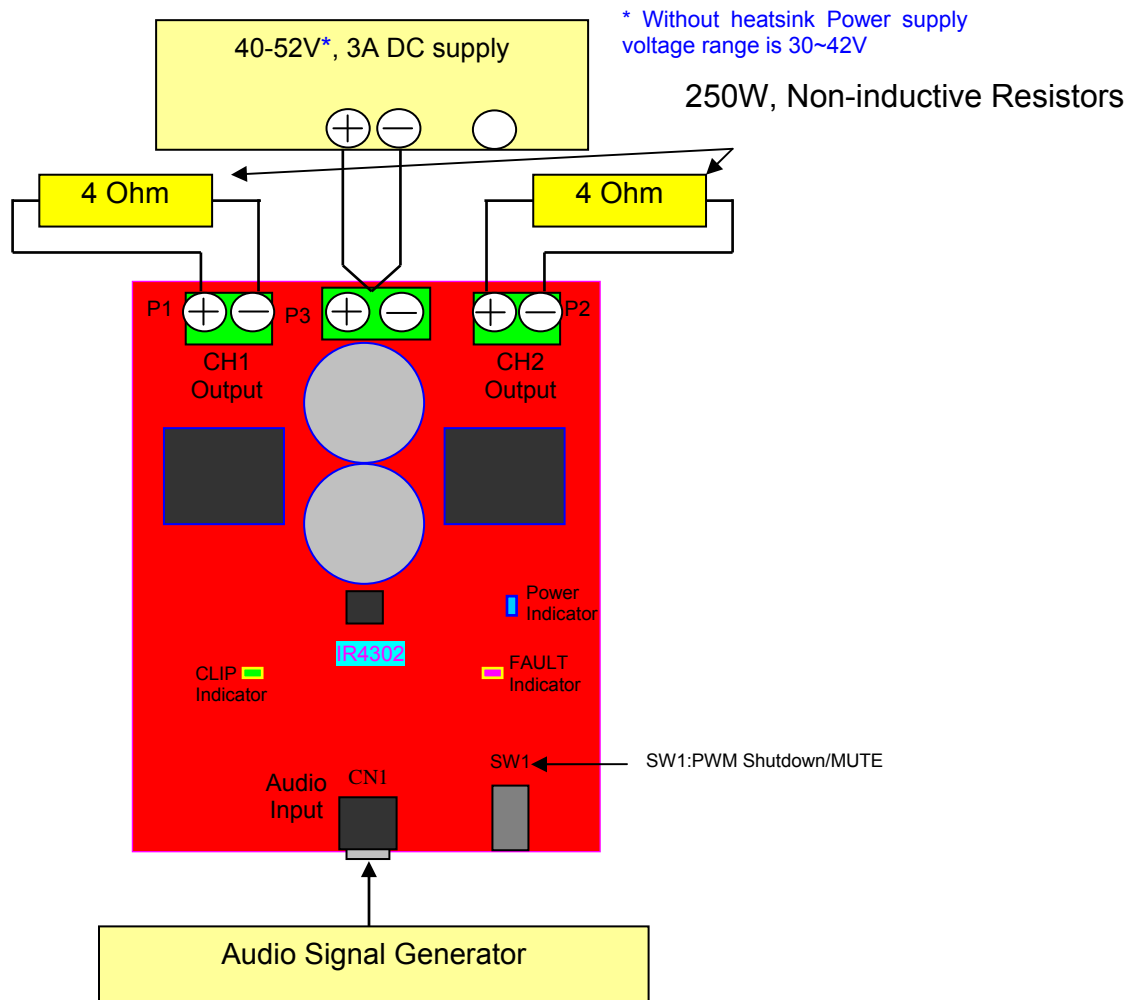 * Without heatsink Power supply
voltage range is 30~42V
40-52V*, 3A DC supply
250W, Non-inductive Resistors
4 Ohm
4 Ohm
P1
P3
P2
CH1
Output
CH2
Output
Power
Indicator
IR4302
CLIP
Indicator
FAULT
Indicator
SW1
SW1:PWM Shutdown/MUTE
Audio
Input
CN1
Audio Signal Generator